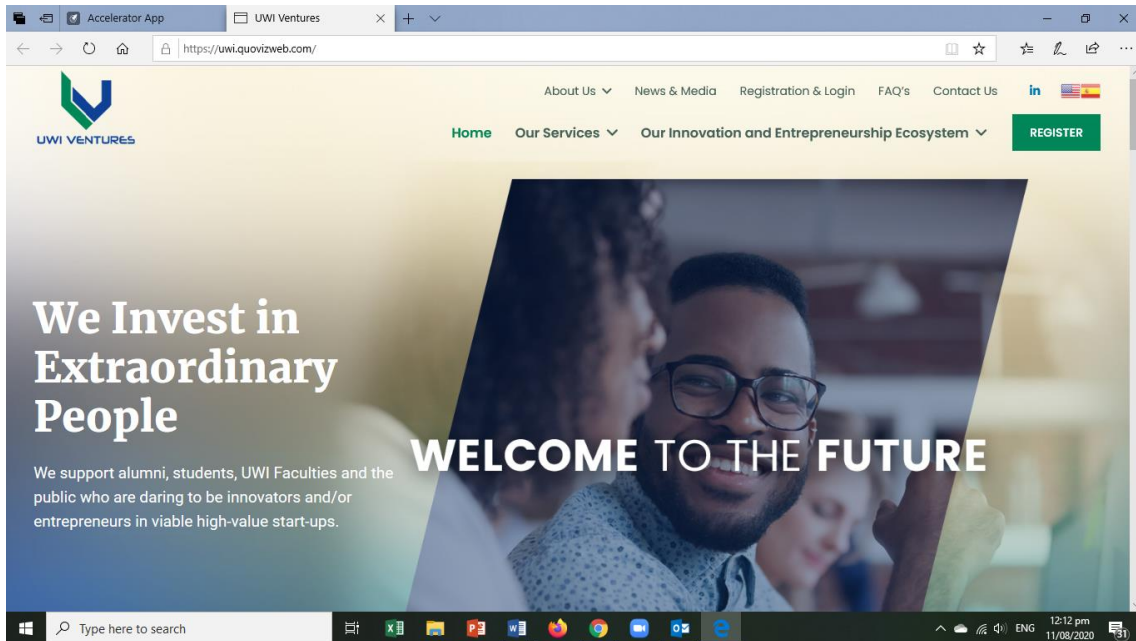 Accelerator App
UWI Ventures
https://uwi.quovizweb.com/
UWI VENTURES
About Us News & Media Registration & Login FAQ's Contact Us in
Home Our Services Our Innovation and Entrepreneurship Ecosystem REGISTER
We Invest in
Extraordinary
People
WELCOME TO THE FUTURE
We support alumni, students, UWI Faculties and the
public who are daring to be innovators and/or
entrepreneurs in viable high-value start-ups.
Type here to search
ENG
12:12 pm
11/08/2020
31